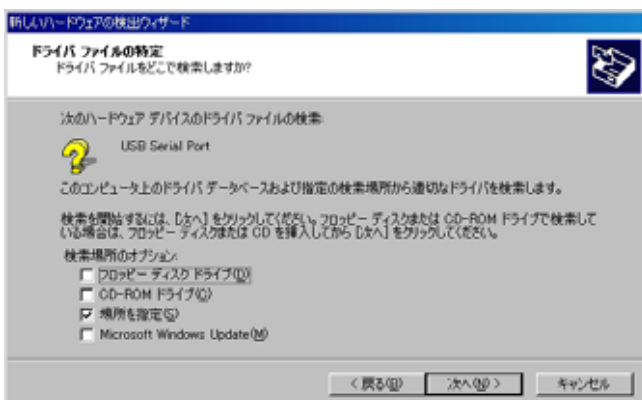 新しいハードウェアの検出ウィザード
ドライバ ファイルの特定
ドライバ ファイルをどこで検索しますか?
次のハードウェア デバイスのドライバ ファイルの検索:
USB Serial Port
このコンピュータ上のドライバ データベースおよび指定の検索場所から適切なドライバを検索します。
検索を開始するには、[次へ] をクリックしてください。フロッピー ディスクまたは CD-ROM ドライブで検索して
いる場合は、フロッピー ディスクまたは CD を挿入してから [次へ] をクリックしてください。
検索場所のオプション:
フロッピー ディスク ドライブ(D)
CD-ROM ドライブ(C)
場所を指定(S)
Microsoft Windows Update(M)
< 戻る(B) 次へ(N) > キャンセル